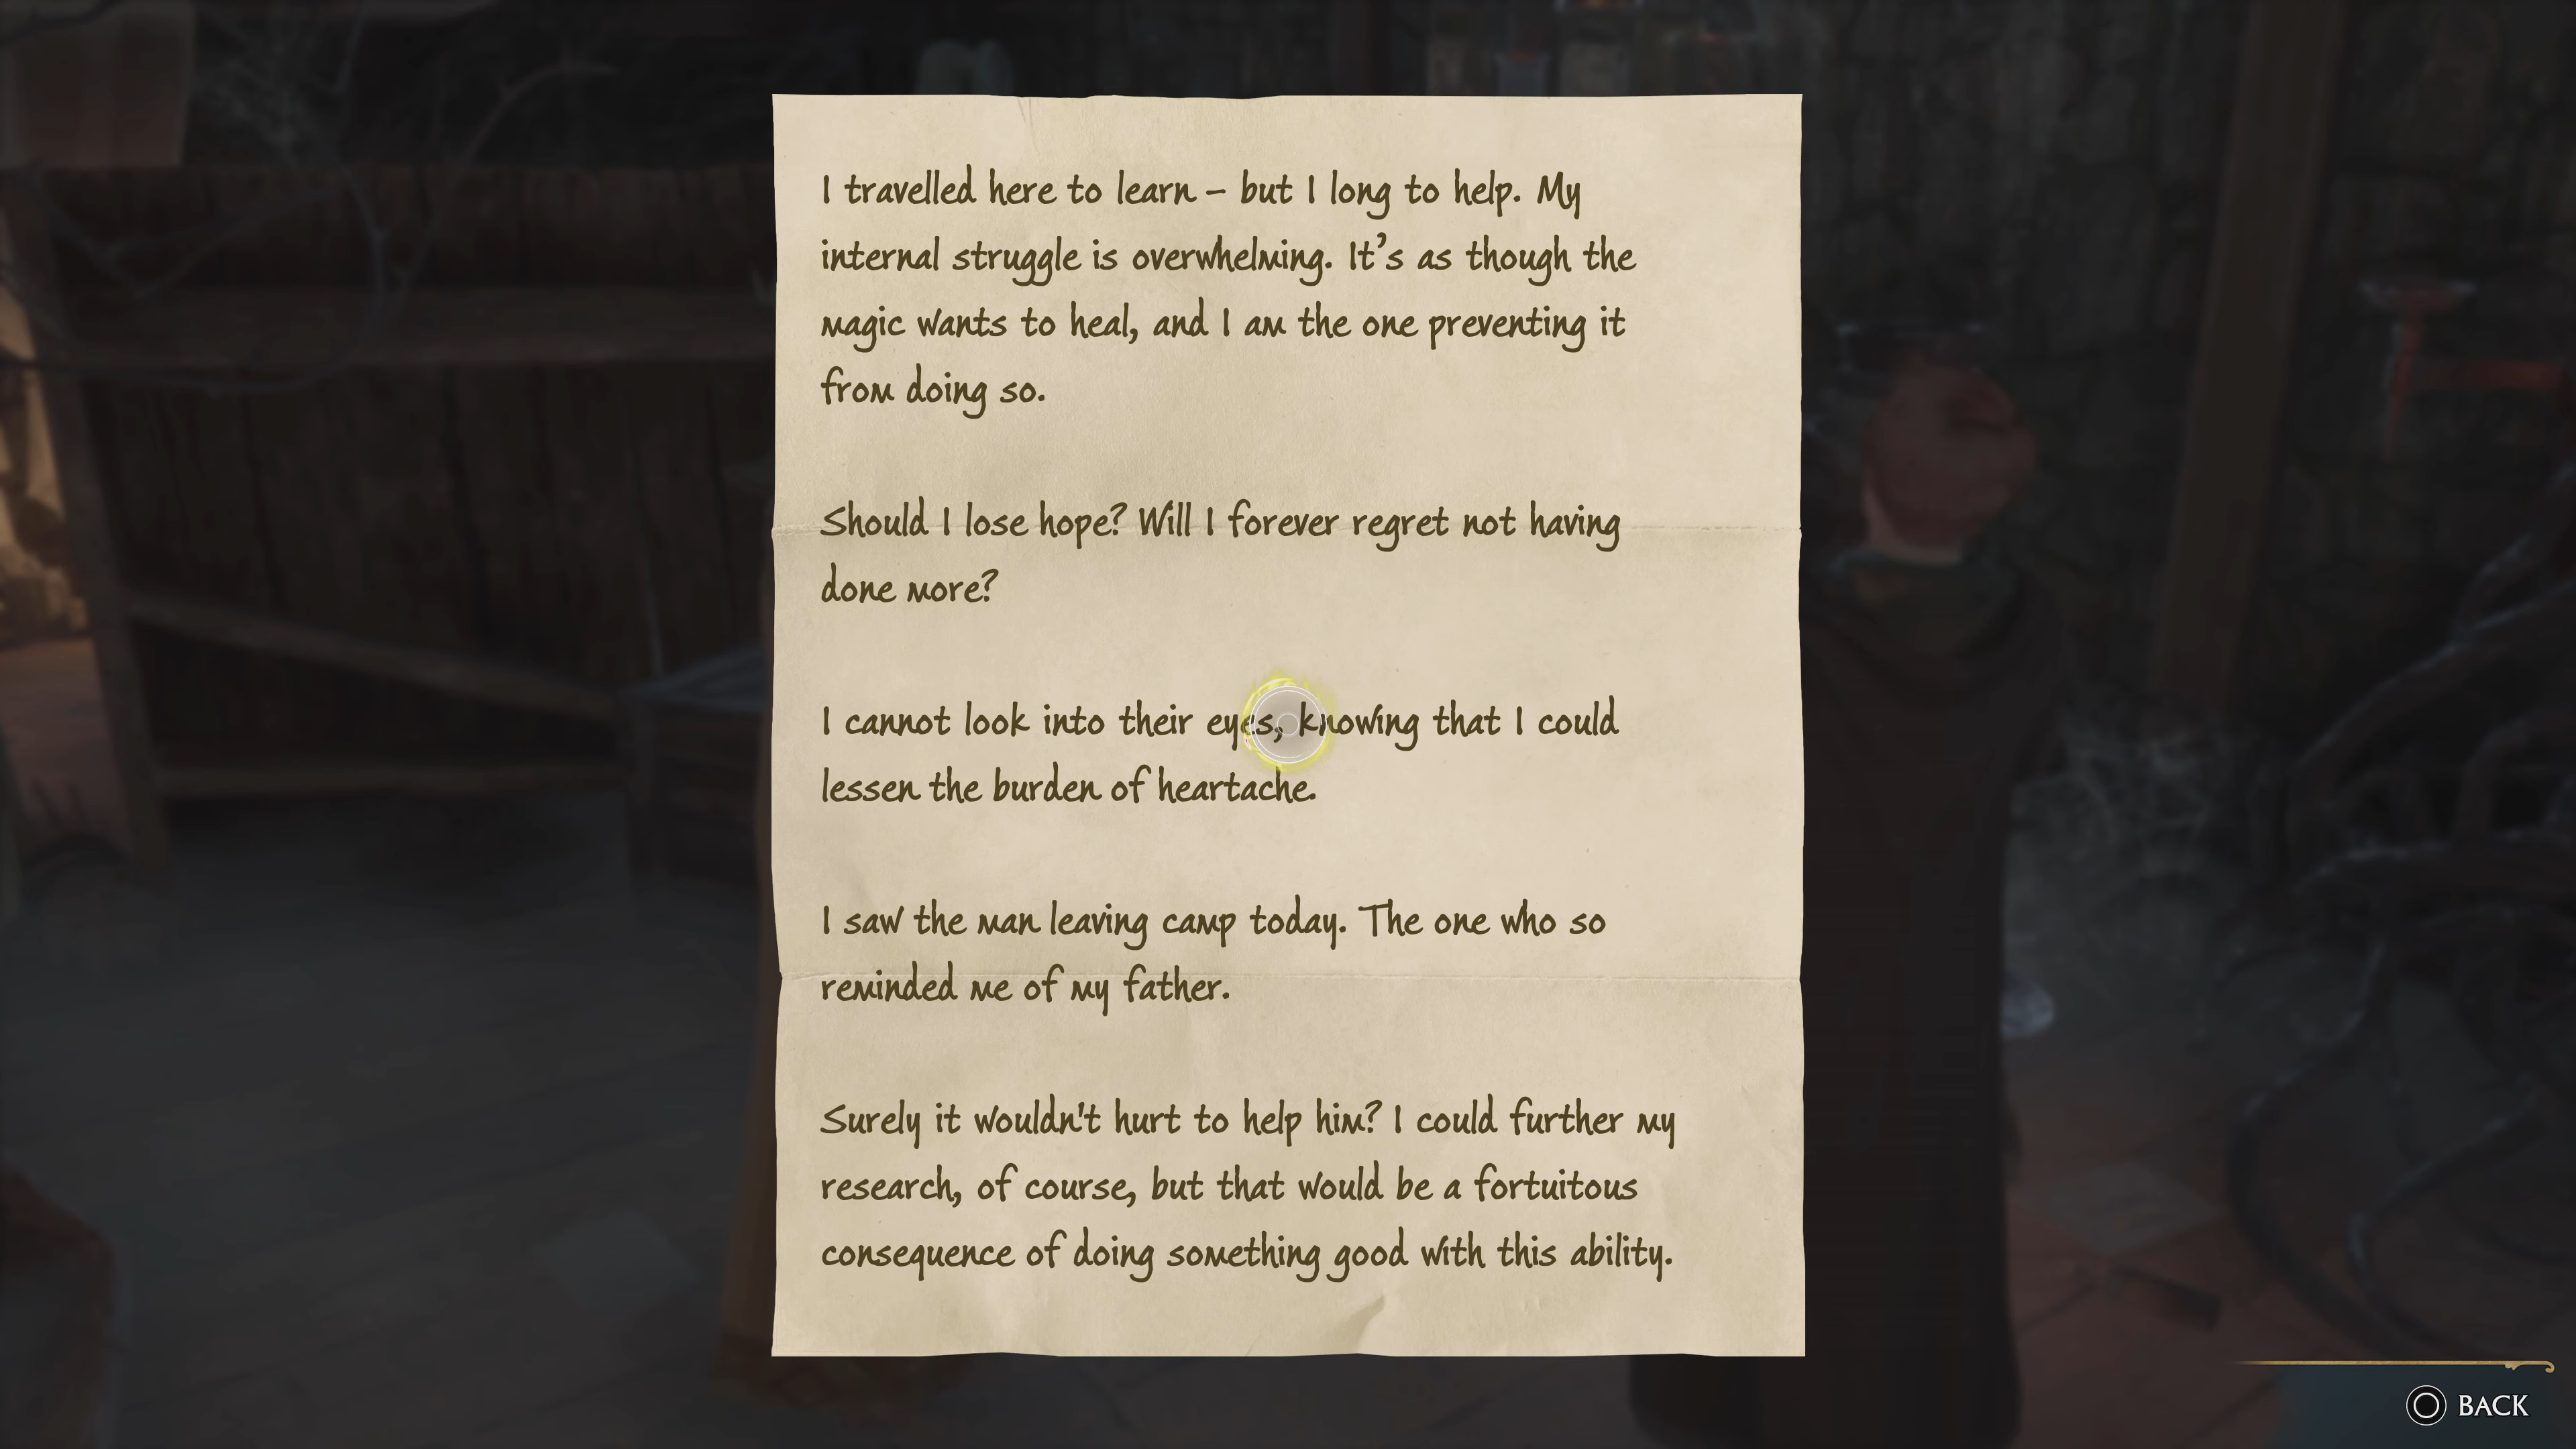 I travelled here to learn – but I long to help. My
internal struggle is overwhelming. It’s as though the
magic wants to heal, and I am the one preventing it
from doing so.
Should I lose hope? Will I forever regret not having
done more?
I cannot look into their eyes, knowing that I could
lessen the burden of heartache.
I saw the man leaving camp today. The one who so
reminded me of my father.
Surely it wouldn't hurt to help him? I could further my
research, of course, but that would be a fortuitous
consequence of doing something good with this ability.
BACK